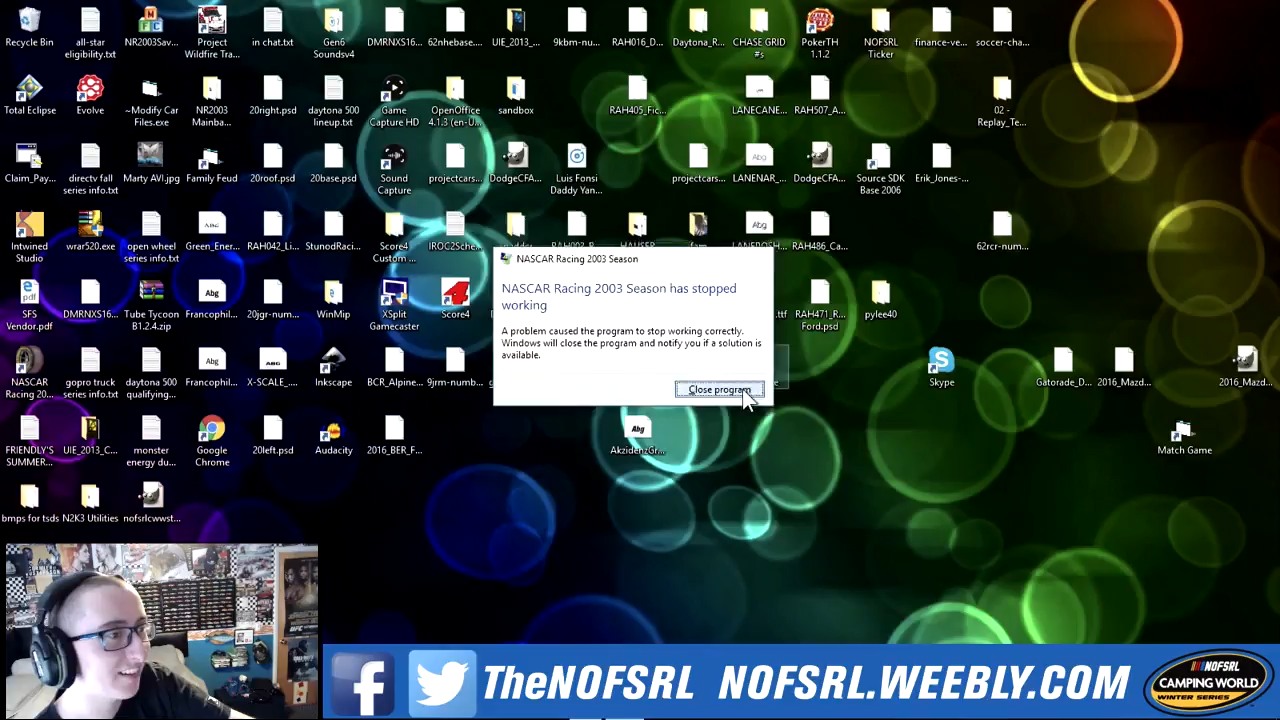 Recycle Bin
all-star
eligibility.txt
NR2003Sav...
Project
Wildfire Tra...
in chat.txt
Gen6
Soundsv4
DMRNXS16...
62nhebase...
UIE_2013_...
9kbm-nu...
RAH016_D...
Daytona_R...
CHASE GRID
#s
PokerTH
1.1.2
NOFSRL
Ticker
finance-ve...
soccer-cha...
Total Eclipse
Evolve
~Modify Car
Files.exe
NR2003
Mainba...
20right.psd
daytona 500
lineup.txt
Game
Capture HD
OpenOffice
4.1.3 (en-U...
sandbox
RAH405_Fic...
LANECANE...
RAH507_A...
02 -
Replay_Te...
Claim_Pay...
directv fall
series info.txt
Marty AVI.jpg
Family Feud
20roof.psd
20base.psd
Sound
Capture
projectcars...
DodgeCFA...
Luis Fonsi
Daddy Yan...
projectcars...
Abg
LANENAR_...
DodgeCFA...
Source SDK
Base 2006
Erik_Jones-...
Intwined
Studio
wrar520.exe
open wheel
series info.txt
ABG
Green_Ener...
RAH042_Li...
StunodRaci...
Score4
Custom ...
IROC2Sche...
Abg
RAH486_Ca...
62rcr-num...
pdf
SFS
Vendor.pdf
DMRNXS16...
Tube Tycoon
B1.2.4.zip
Abg
Francophil...
20jgr-num...
WinMip
XSplit
Gamecaster
4
Score4
.ttf
RAH471_R...
Ford.psd
pylee40
NASCAR
Racing 20...
gopro truck
series info.txt
daytona 500
qualifying...
Abg
Francophil...
ABG
X-SCALE_...
Inkscape
BCR_Alpine...
9jrm-numb...
Skype
Gatorade_D...
2016_Mazd...
2016_Mazd...
FRIENDLY'S
SUMMER...
UIE_2013_C...
monster
energy du...
Google
Chrome
20left.psd
Audacity
2016_BER_F...
Abg
AkzidenzGr...
Match Game
bmps for tsds
N2K3 Utilities
nofsrlcwwst...
NASCAR Racing 2003 Season
NASCAR Racing 2003 Season has stopped
working
A problem caused the program to stop working correctly.
Windows will close the program and notify you if a solution is
available.
Close program
TheNOFSRL NOFSRL.WEEBLY.COM
NOFSRL
CAMPING WORLD
WINTER SERIES